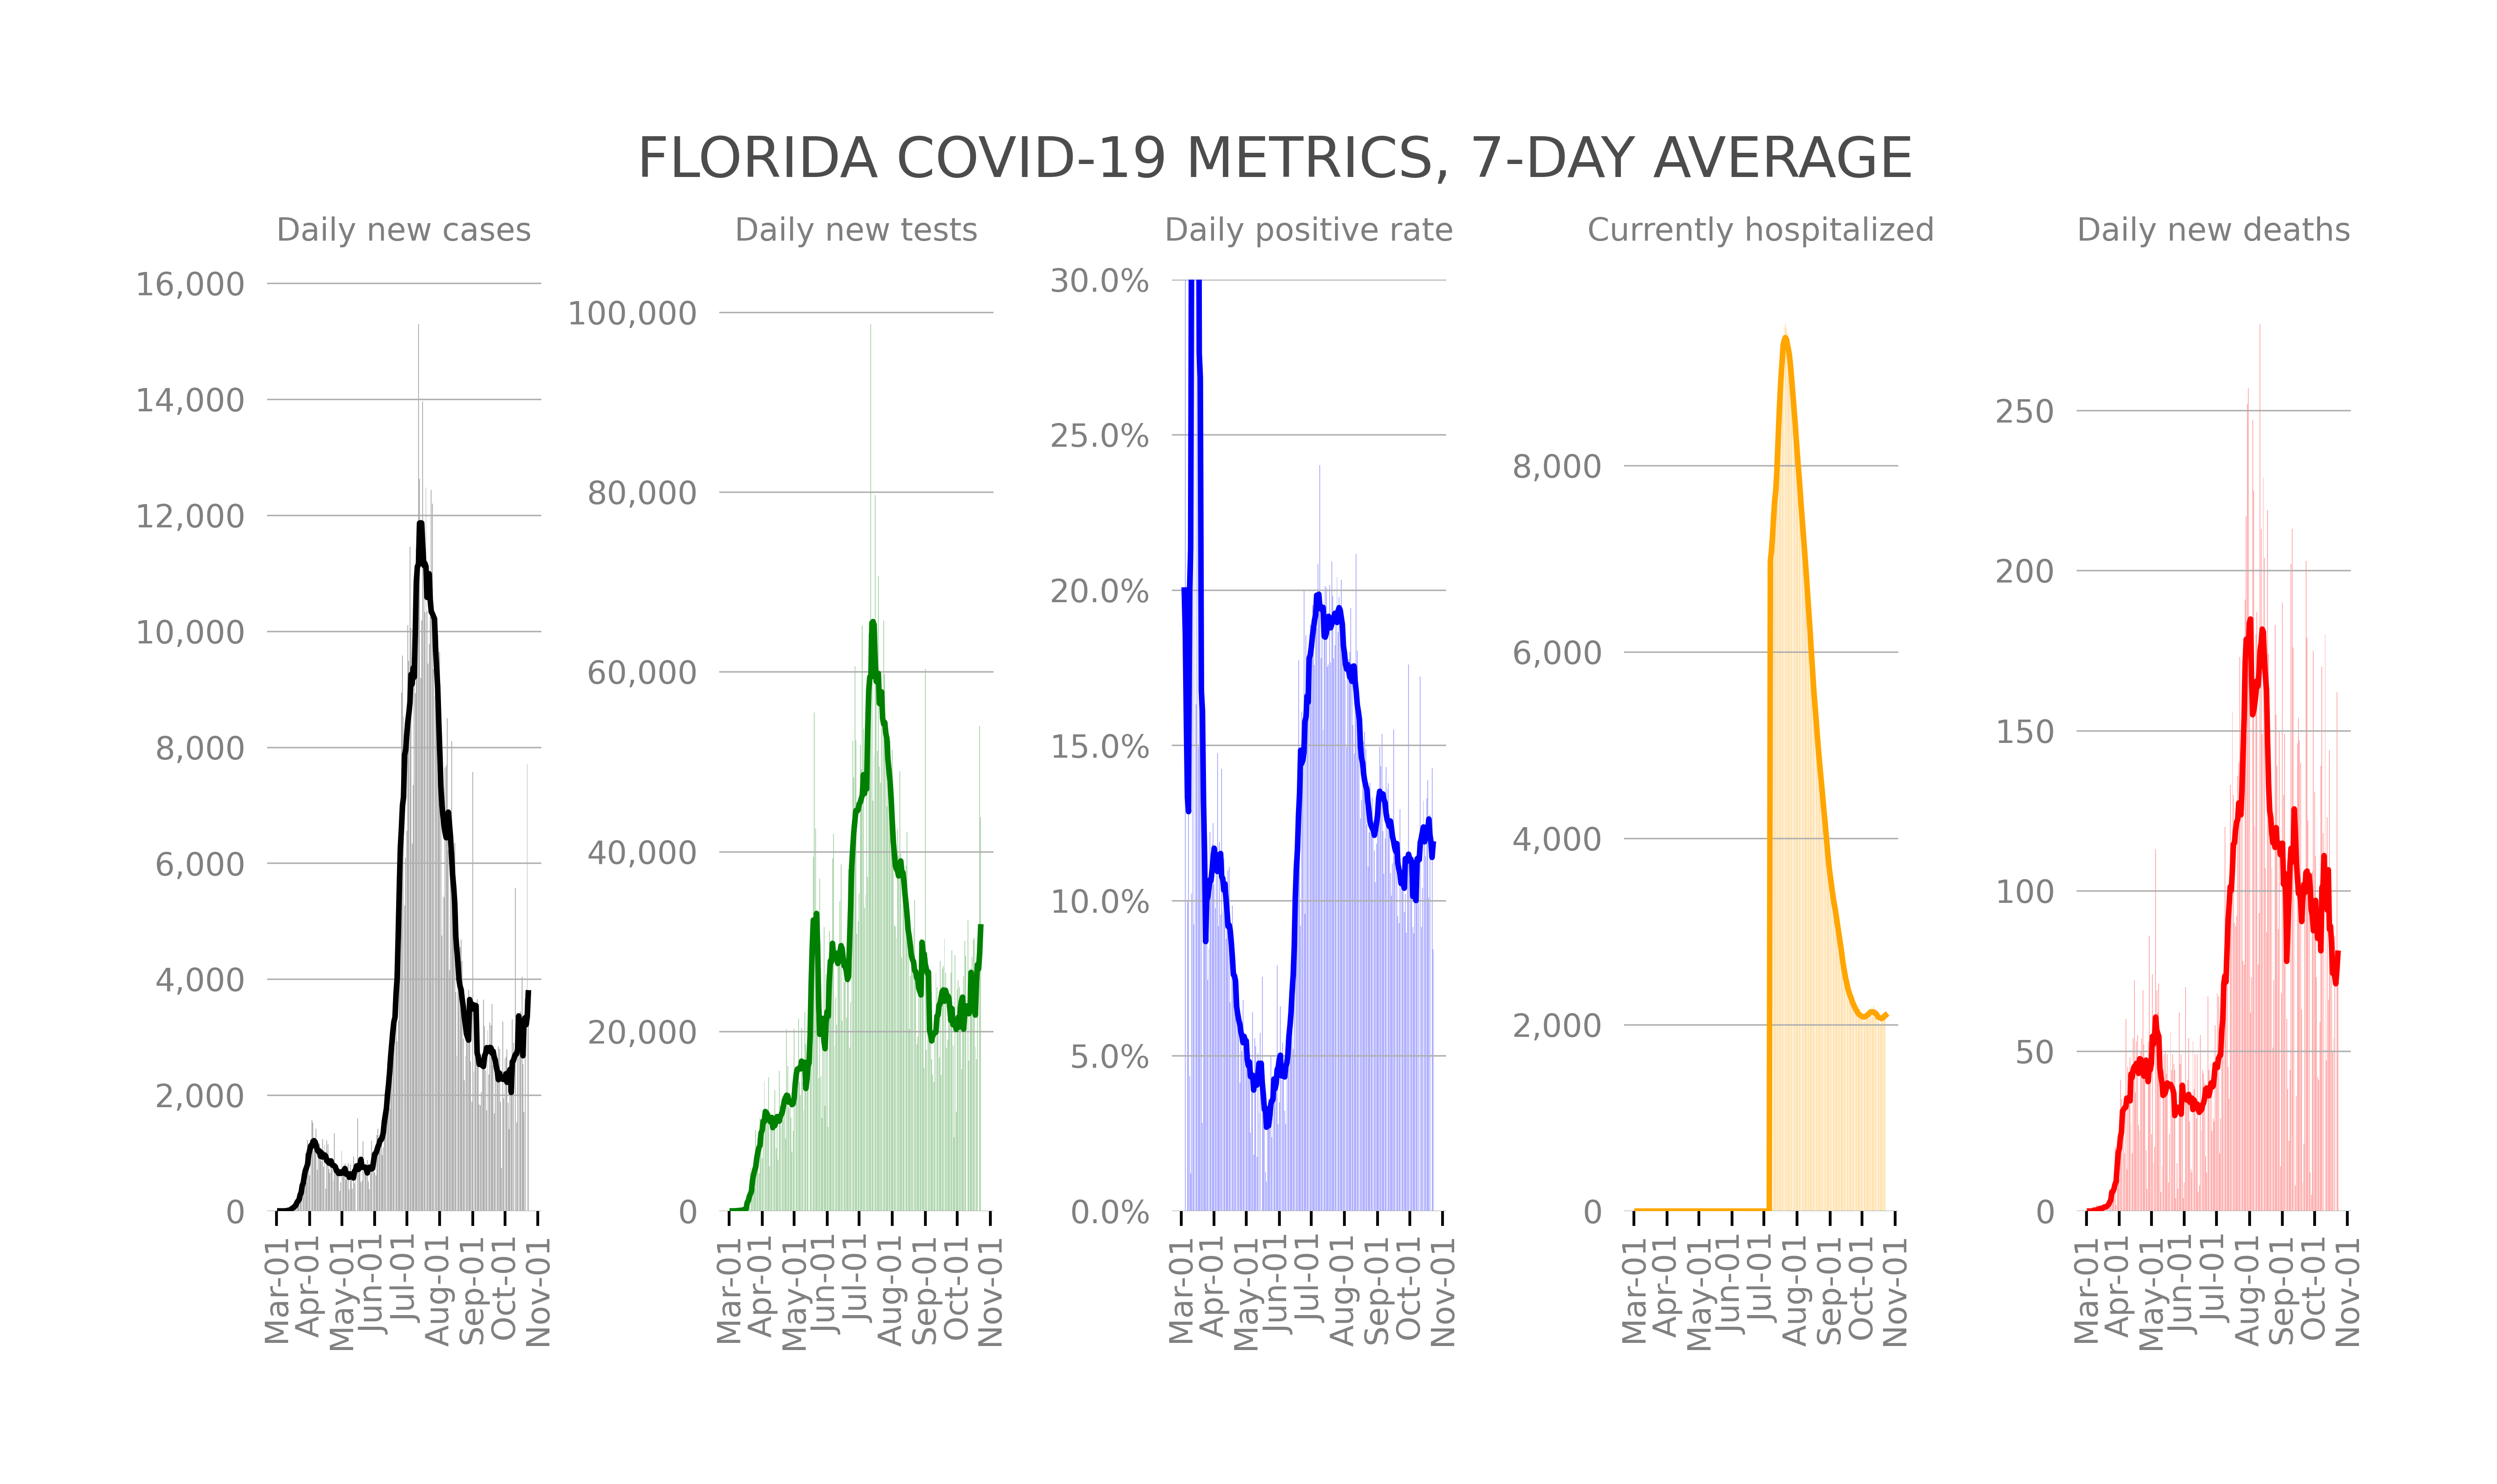 FLORIDA COVID-19 METRICS, 7-DAY AVERAGE
Daily new cases
16,000
14,000
12,000
10,000
8,000
6,000
4,000
2,000
0
Mar-01
Apr-01
May-01
Jun-01
Jul-01
Aug-01
Sep-01
Oct-01
Nov-01
Daily new tests
100,000
80,000
60,000
40,000
20,000
0
Mar-01
Apr-01
May-01
Jun-01
Jul-01
Aug-01
Sep-01
Oct-01
Nov-01
Daily positive rate
30.0%
25.0%
20.0%
15.0%
10.0%
5.0%
0.0%
Mar-01
Apr-01
May-01
Jun-01
Jul-01
Aug-01
Sep-01
Oct-01
Nov-01
Currently hospitalized
8,000
6,000
4,000
2,000
0
Mar-01
Apr-01
May-01
Jun-01
Jul-01
Aug-01
Sep-01
Oct-01
Nov-01
Daily new deaths
250
200
150
100
50
0
Mar-01
Apr-01
May-01
Jun-01
Jul-01
Aug-01
Sep-01
Oct-01
Nov-01